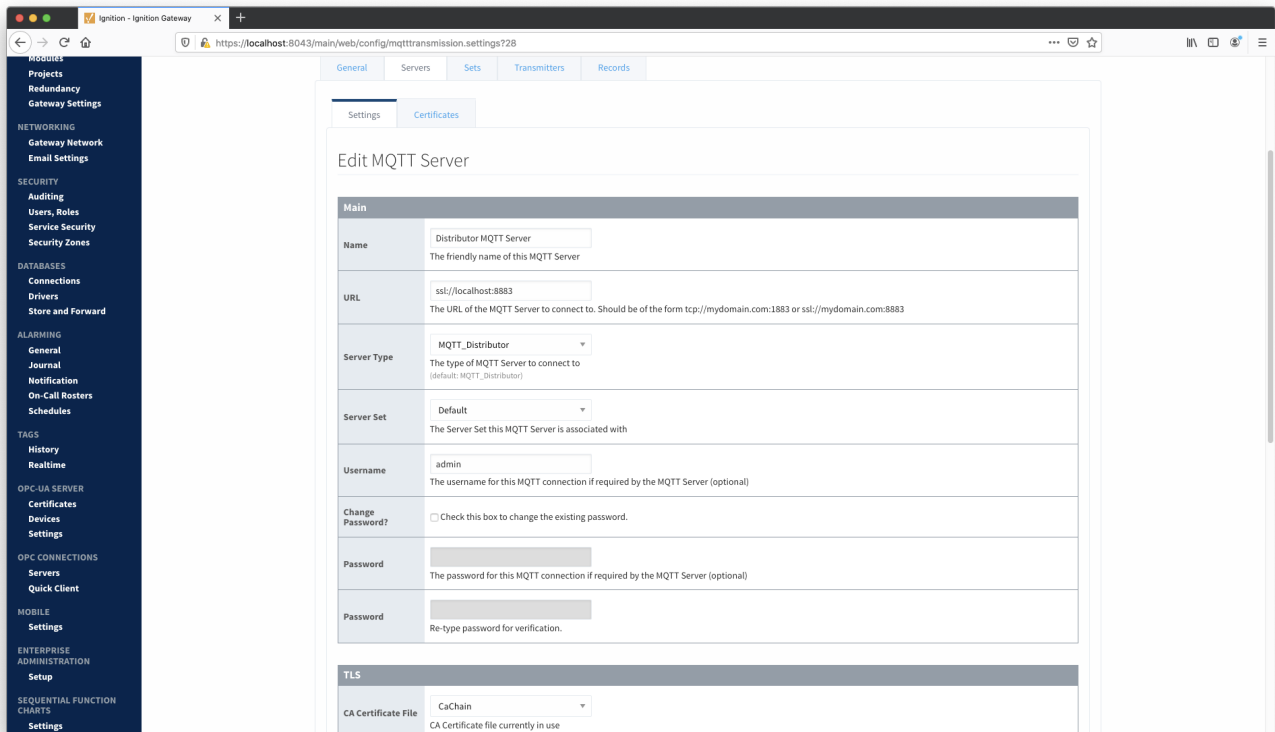 Ignition - Ignition Gateway
https://localhost:8043/main/web/config/mqtttransmission.settings?28
Modules
Projects
Redundancy
Gateway Settings
NETWORKING
Gateway Network
Email Settings
SECURITY
Auditing
Users, Roles
Service Security
Security Zones
DATABASES
Connections
Drivers
Store and Forward
ALARMING
General
Journal
Notification
On-Call Rosters
Schedules
TAGS
History
Realtime
OPC-UA SERVER
Certificates
Devices
Settings
OPC CONNECTIONS
Servers
Quick Client
MOBILE
Settings
ENTERPRISE
ADMINISTRATION
Setup
SEQUENTIAL FUNCTION
CHARTS
Settings
General Servers Sets Transmitters Records
Settings Certificates
Edit MQTT Server
Main
Name
Distributor MQTT Server
The friendly name of this MQTT Server
URL
ssl://localhost:8883
The URL of the MQTT Server to connect to. Should be of the form tcp://mydomain.com:1883 or ssl://mydomain.com:8883
Server Type
MQTT_Distributor
The type of MQTT Server to connect to
(default: MQTT_Distributor)
Server Set
Default
The Server Set this MQTT Server is associated with
Username
admin
The username for this MQTT connection if required by the MQTT Server (optional)
Change
Password?
Check this box to change the existing password.
Password
The password for this MQTT connection if required by the MQTT Server (optional)
Password
Re-type password for verification.
TLS
CA Certificate File
CaChain
CA Certificate file currently in use